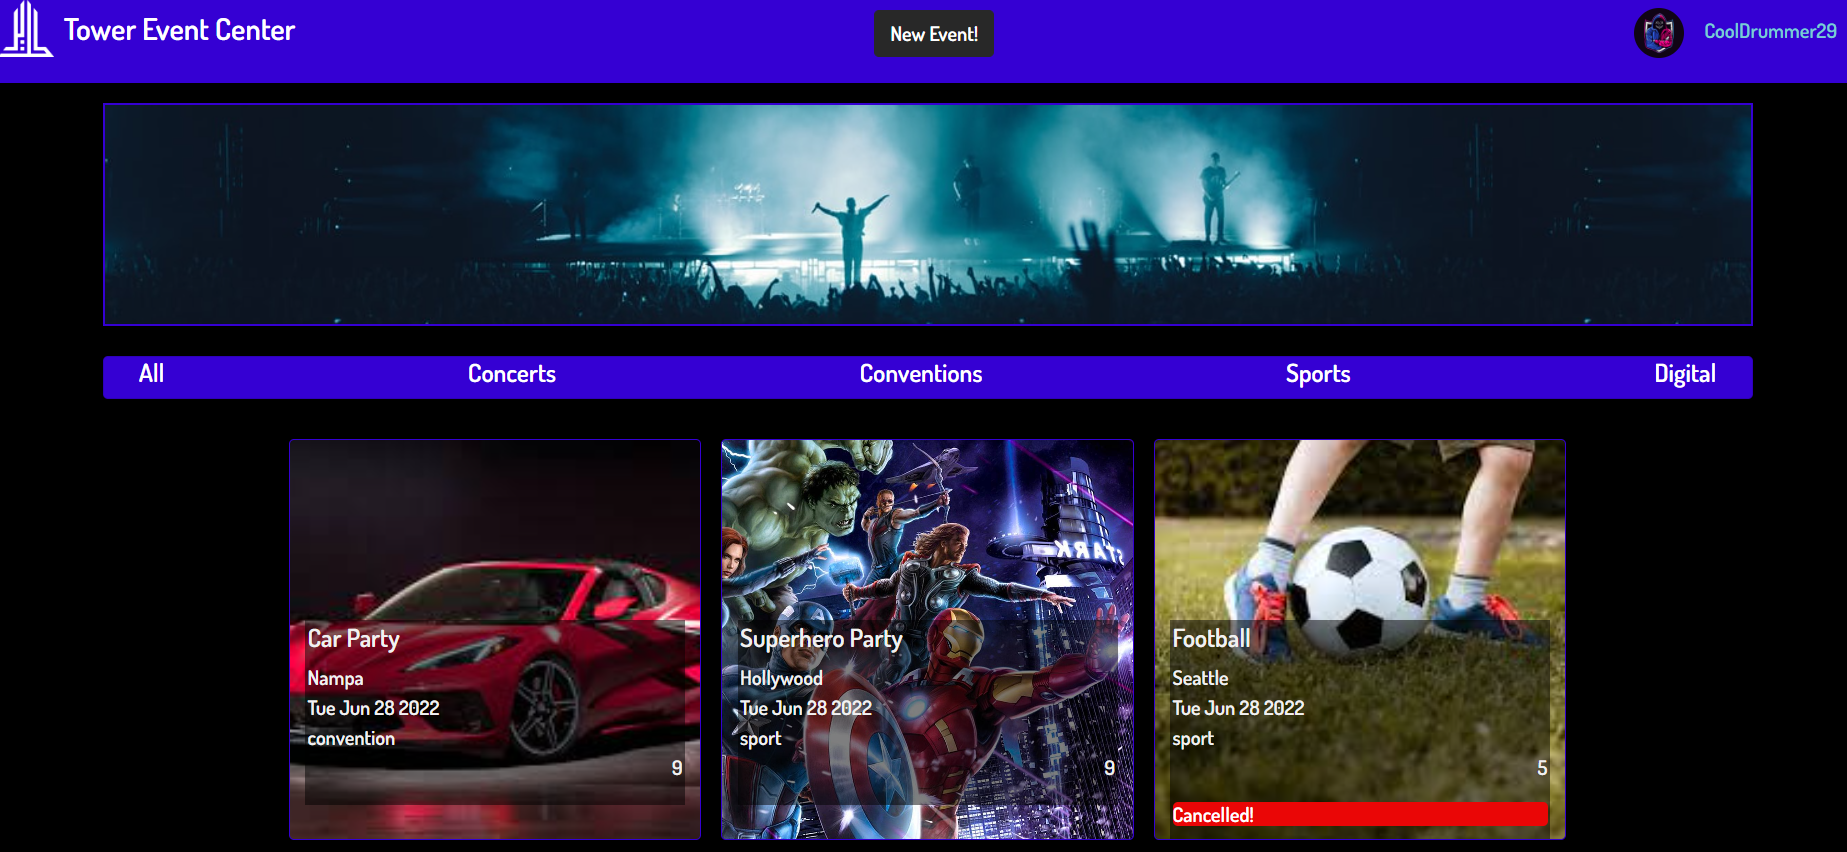 Tower Event Center
New Event!
CoolDrummer29
All
Concerts
Conventions
Sports
Digital
Car Party
Nampa
Tue Jun 28 2022
convention
9
STARK
Superhero Party
Hollywood
Tue Jun 28 2022
sport
9
Football
Seattle
Tue Jun 28 2022
sport
5
Cancelled!